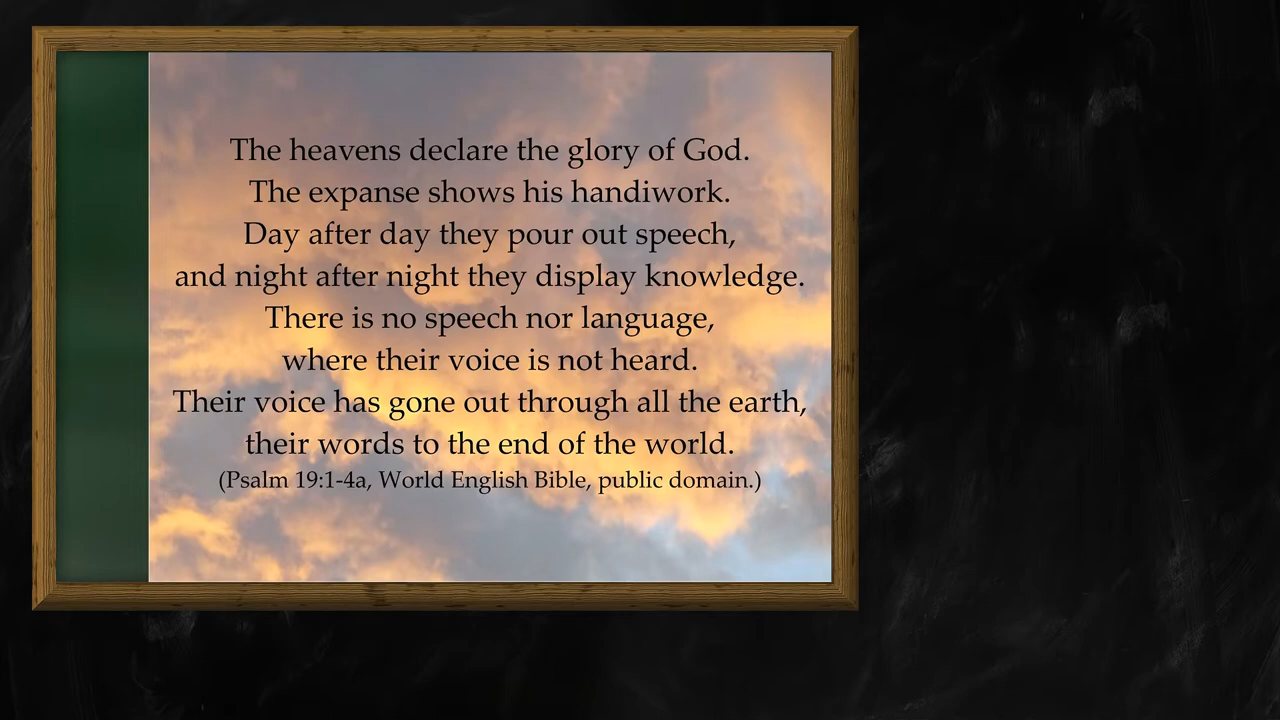 The heavens declare the glory of God.
The expanse shows his handiwork.
Day after day they pour out speech,
and night after night they display knowledge.
There is no speech nor language,
where their voice is not heard.
Their voice has gone out through all the earth,
their words to the end of the world.
(Psalm 19:1-4a, World English Bible, public domain.)